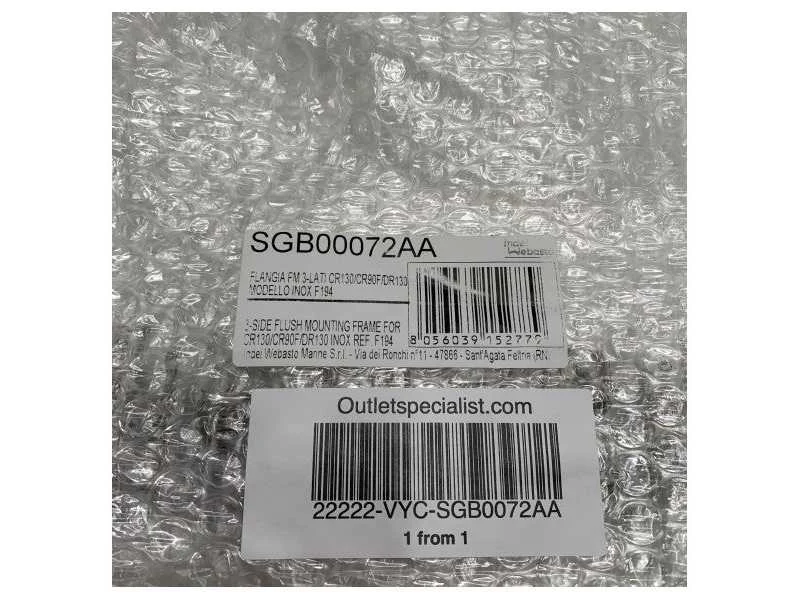 SGB00072AA
Indel
Webasto
FLANGIA FM 3-LATI CR130/CR90F/DR130
MODELLO INOX F194
3-SIDE FLUSH MOUNTING FRAME FOR
CR130/CR90F/DR130 INOX REF. F194
8 056039 152779
Indel Webasto Marine S.r.l. - Via dei Ronchi n°11 - 47866 - Sant'Agata Feltria (RN)
Outletspecialist.com
22222-VYC-SGB0072AA
1 from 1